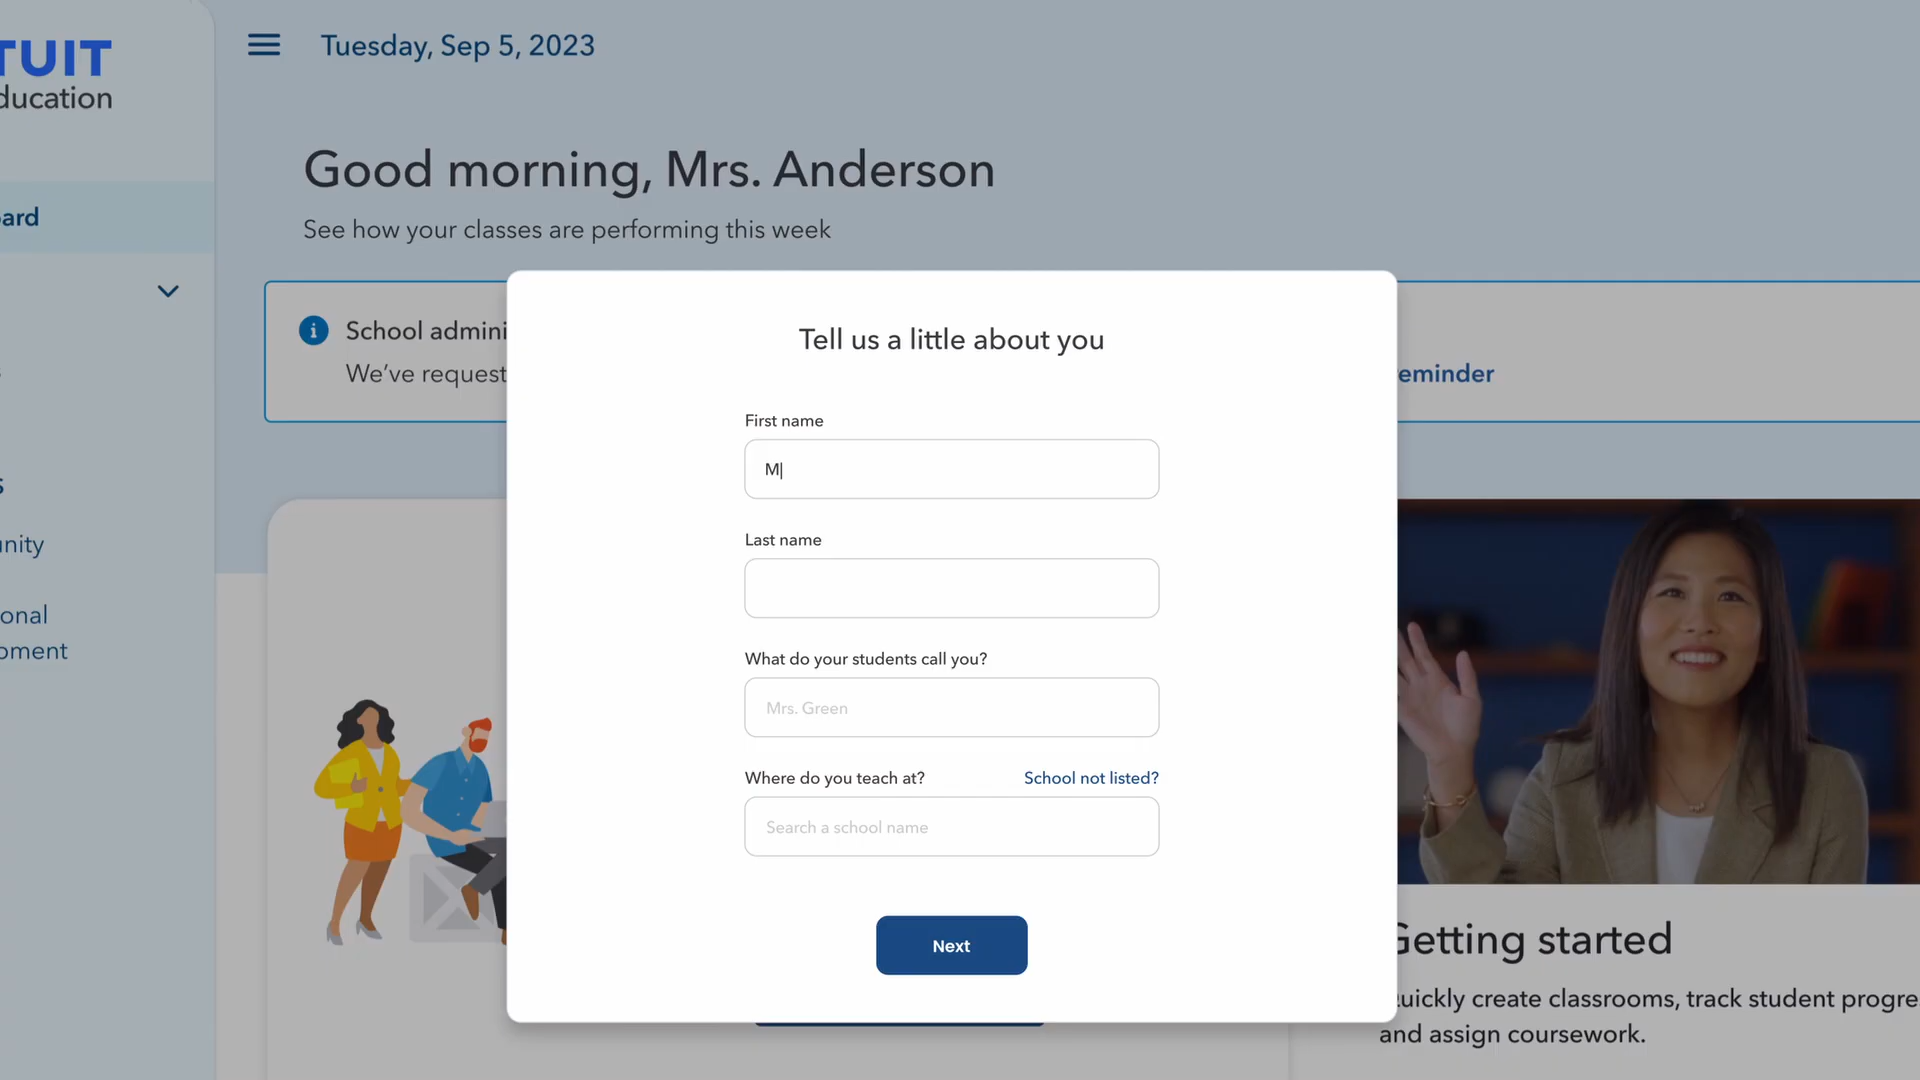 TUIT
ducation
Tuesday, Sep 5, 2023
Good morning, Mrs. Anderson
See how your classes are performing this week
ard
School admini
We’ve request
eminder
Tell us a little about you
First name
M
Last name
What do your students call you?
Mrs. Green
Where do you teach at?
School not listed?
Search a school name
Next
s
nity
onal
pment
Getting started
Quickly create classrooms, track student progre
and assign coursework.